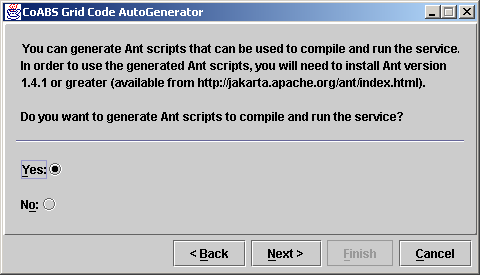 CoABS Grid Code AutoGenerator
You can generate Ant scripts that can be used to compile and run the service.
In order to use the generated Ant scripts, you will need to install Ant version
1.4.1 or greater (available from http://jakarta.apache.org/ant/index.html).
Do you want to generate Ant scripts to compile and run the service?
Yes:
No:
< Back Next > Finish Cancel